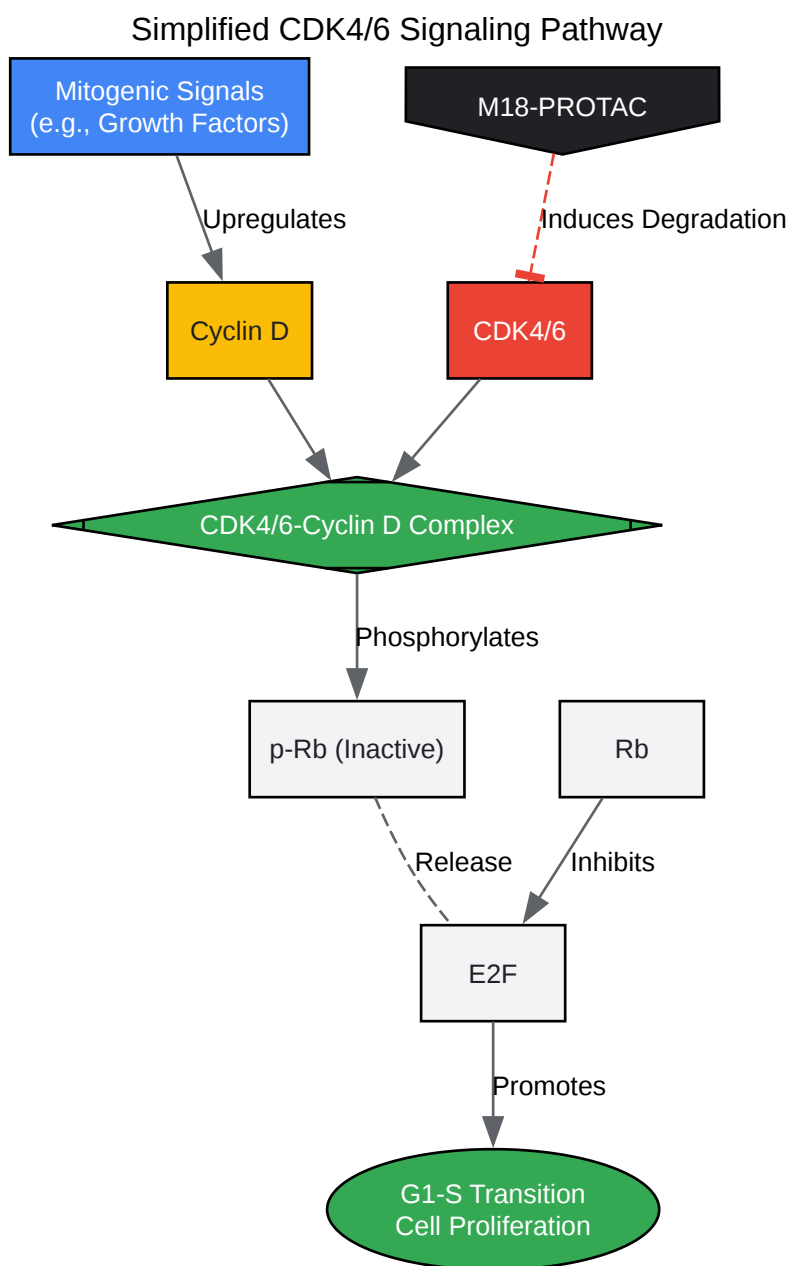 Simplified CDK4/6 Signaling Pathway
Mitogenic Signals
(e.g., Growth Factors)
M18-PROTAC
Upregulates
Induces Degradation
Cyclin D
CDK4/6
CDK4/6-Cyclin D Complex
Phosphorylates
p-Rb (Inactive)
Rb
Release
Inhibits
E2F
Promotes
G1-S Transition
Cell Proliferation